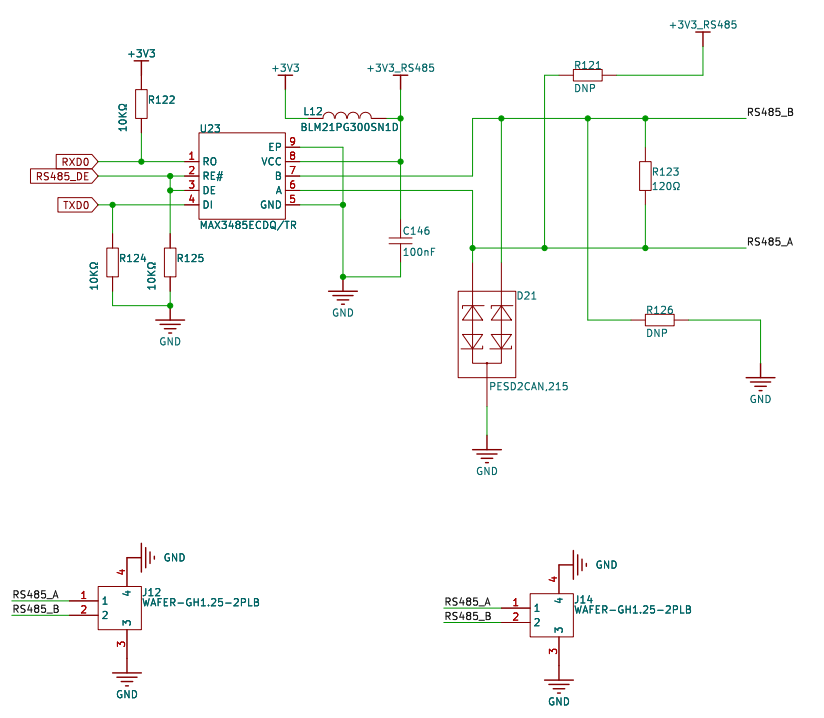 +3V3_RS485
+3V3
+3V3
+3V3_RS485
R121
DNP
R122
10KΩ
L12
BLM21PG300SN1D
RS485_B
U23
EP 9
RXD0 1 RO VCC 8
RS485_DE 2 RE# B 7
3 DE A 6
TXD0 4 DI GND 5
MAX3485ECDQ/TR
R123
120Ω
C146
100nF
RS485_A
R124
10KΩ
R125
10KΩ
GND
GND
D21
PESD2CAN,215
R126
DNP
GND
GND
GND
4
4
RS485_A 1 1
RS485_B 2 2
3
3
J12
WAFER-GH1.25-2PLB
GND
GND
4
4
RS485_A 1 1
RS485_B 2 2
3
3
J14
WAFER-GH1.25-2PLB
GND